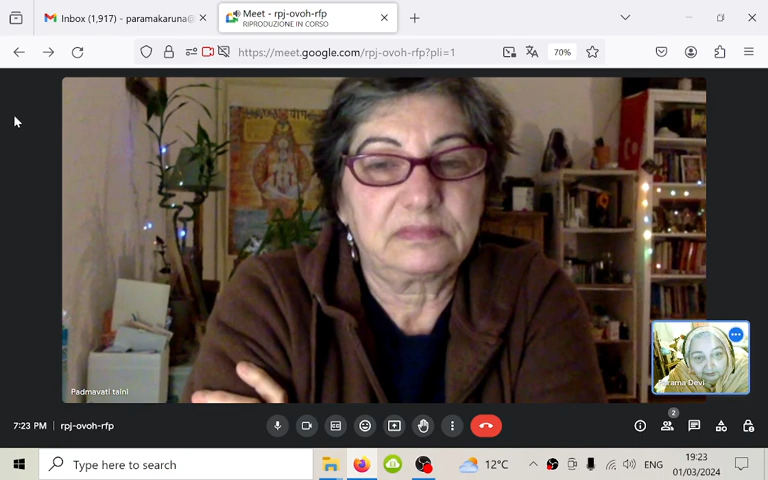 Inbox (1,917) - paramakaruna@
Meet - rpj-ovoh-rfp
RIPRODUZIONE IN CORSO
https://meet.google.com/rpj-ovoh-rfp?pli=1
70%
Padmavati taini
Parama Devi
7:23 PM | rpj-ovoh-rfp
2
Type here to search
12°C
ENG
19:23
01/03/2024